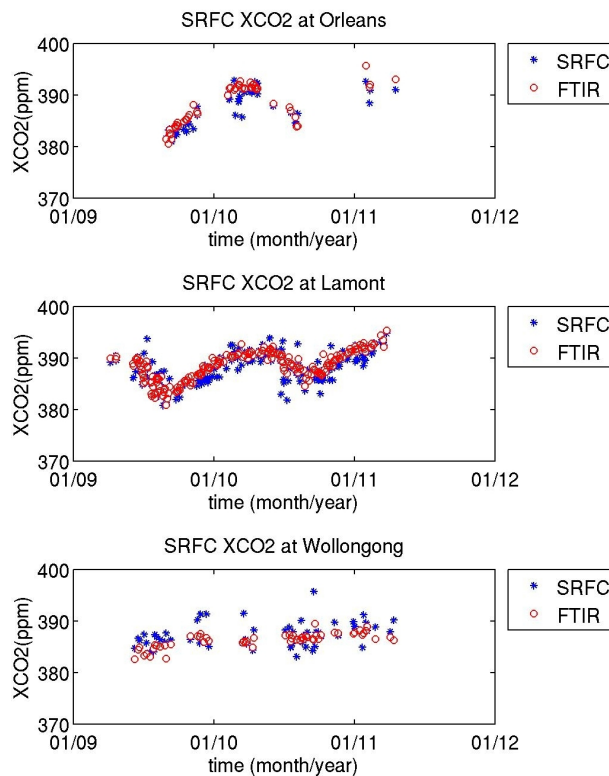 SRFC XCO2 at Orleans
400
390
380
370
XCO2(ppm)
01/09 01/10 01/11 01/12
time (month/year)
SRFC
FTIR
SRFC XCO2 at Lamont
400
390
380
370
XCO2(ppm)
01/09 01/10 01/11 01/12
time (month/year)
SRFC
FTIR
SRFC XCO2 at Wollongong
400
390
380
370
XCO2(ppm)
01/09 01/10 01/11 01/12
time (month/year)
SRFC
FTIR